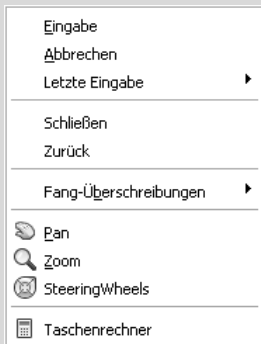 Eingabe
Abbrechen
Letzte Eingabe
Schließen
Zurück
Fang-Überschreibungen
Pan
Zoom
SteeringWheels
Taschenrechner